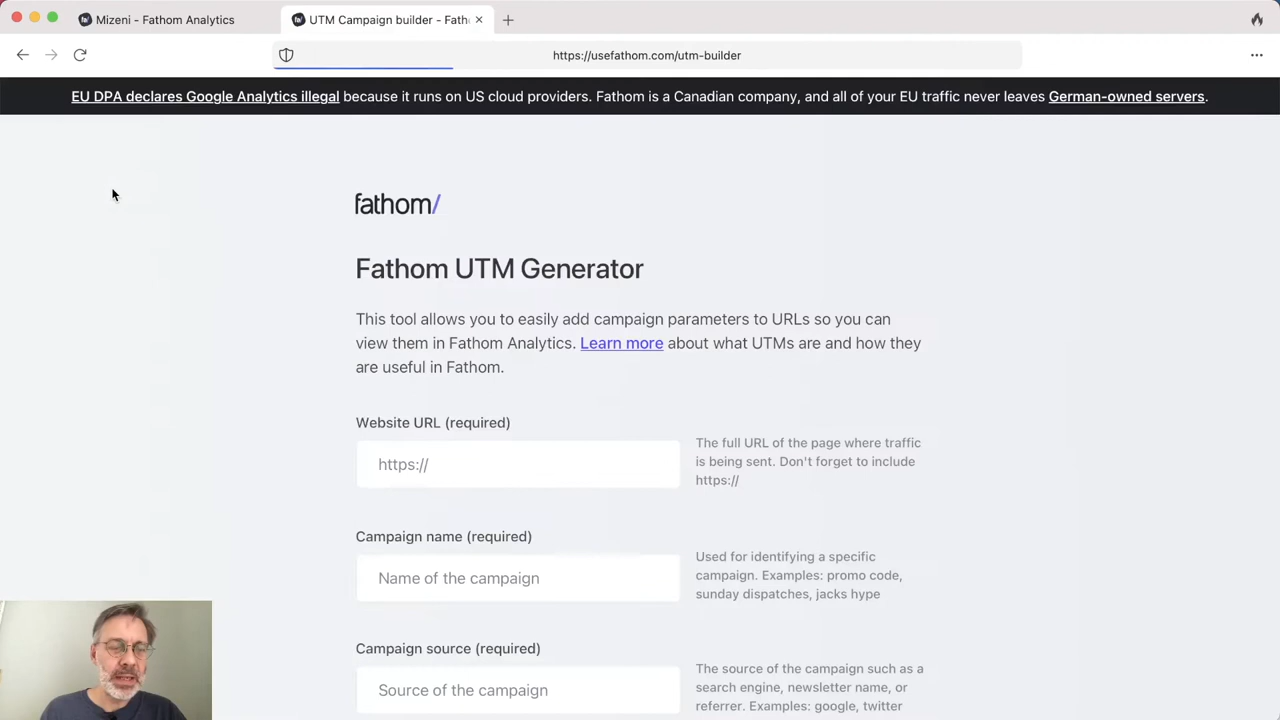 Mizeni - Fathom Analytics
UTM Campaign builder - Fath
https://usefathom.com/utm-builder
EU DPA declares Google Analytics illegal because it runs on US cloud providers. Fathom is a Canadian company, and all of your EU traffic never leaves German-owned servers.
fathom/
Fathom UTM Generator
This tool allows you to easily add campaign parameters to URLs so you can
view them in Fathom Analytics. Learn more about what UTMs are and how they
are useful in Fathom.
Website URL (required)
https://
The full URL of the page where traffic
is being sent. Don't forget to include
https://
Campaign name (required)
Name of the campaign
Used for identifying a specific
campaign. Examples: promo code,
sunday dispatches, jacks hype
Campaign source (required)
Source of the campaign
The source of the campaign such as a
search engine, newsletter name, or
referrer. Examples: google, twitter